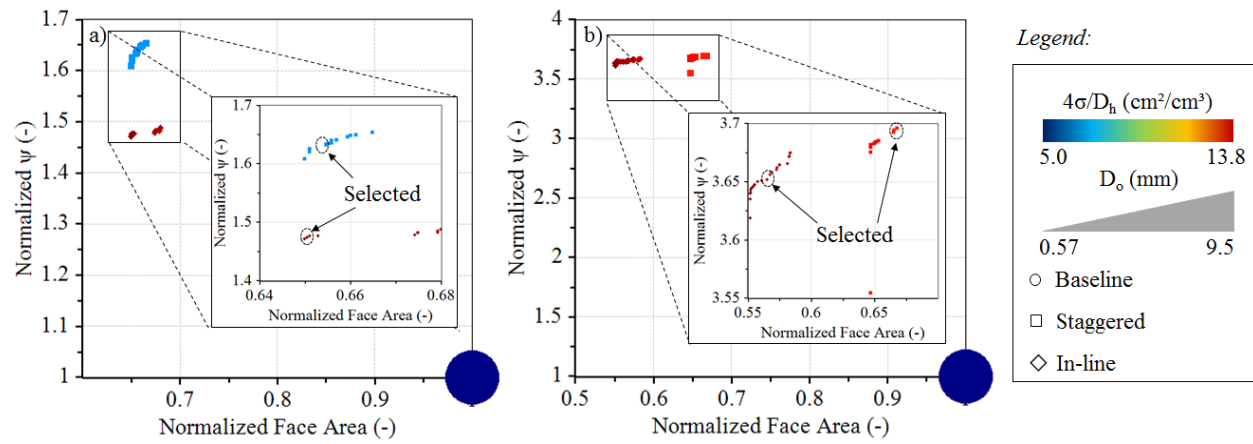 a)
Normalized ψ (-)
1.7
1.6
1.5
1.4
1.3
1.2
1.1
1
0.7
0.8
0.9
Normalized Face Area (-)
Normalized ψ (-)
1.7
1.6
1.5
1.4
0.64
0.66
0.68
Normalized Face Area (-)
Selected
b)
Normalized ψ (-)
4
3.5
3
2.5
2
1.5
1
0.5
0.6
0.7
0.8
0.9
Normalized Face Area (-)
Normalized ψ (-)
3.7
3.65
3.6
3.55
0.55
0.6
0.65
Normalized Face Area (-)
Selected
Legend:
4σ/Dh (cm²/cm³)
5.0 13.8
Do (mm)
0.57 9.5
Baseline
Staggered
In-line